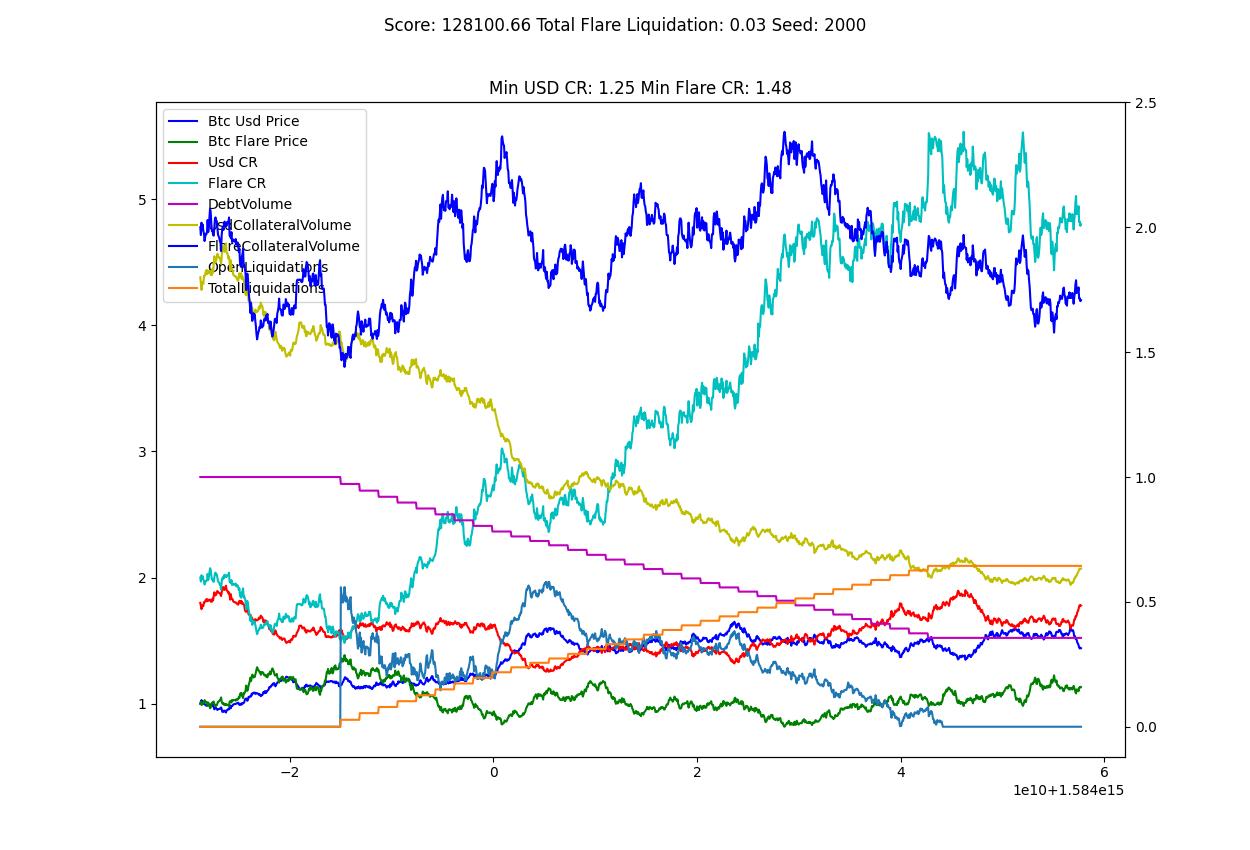 Score: 128100.66 Total Flare Liquidation: 0.03 Seed: 2000
Min USD CR: 1.25 Min Flare CR: 1.48
Btc Usd Price
Btc Flare Price
Usd CR
Flare CR
DebtVolume
UsdCollateralVolume
FlareCollateralVolume
OpenLiquidations
TotalLiquidations
5
4
3
2
1
2.5
2.0
1.5
1.0
0.5
0.0
−2
0
2
4
6
1e10+1.584e15